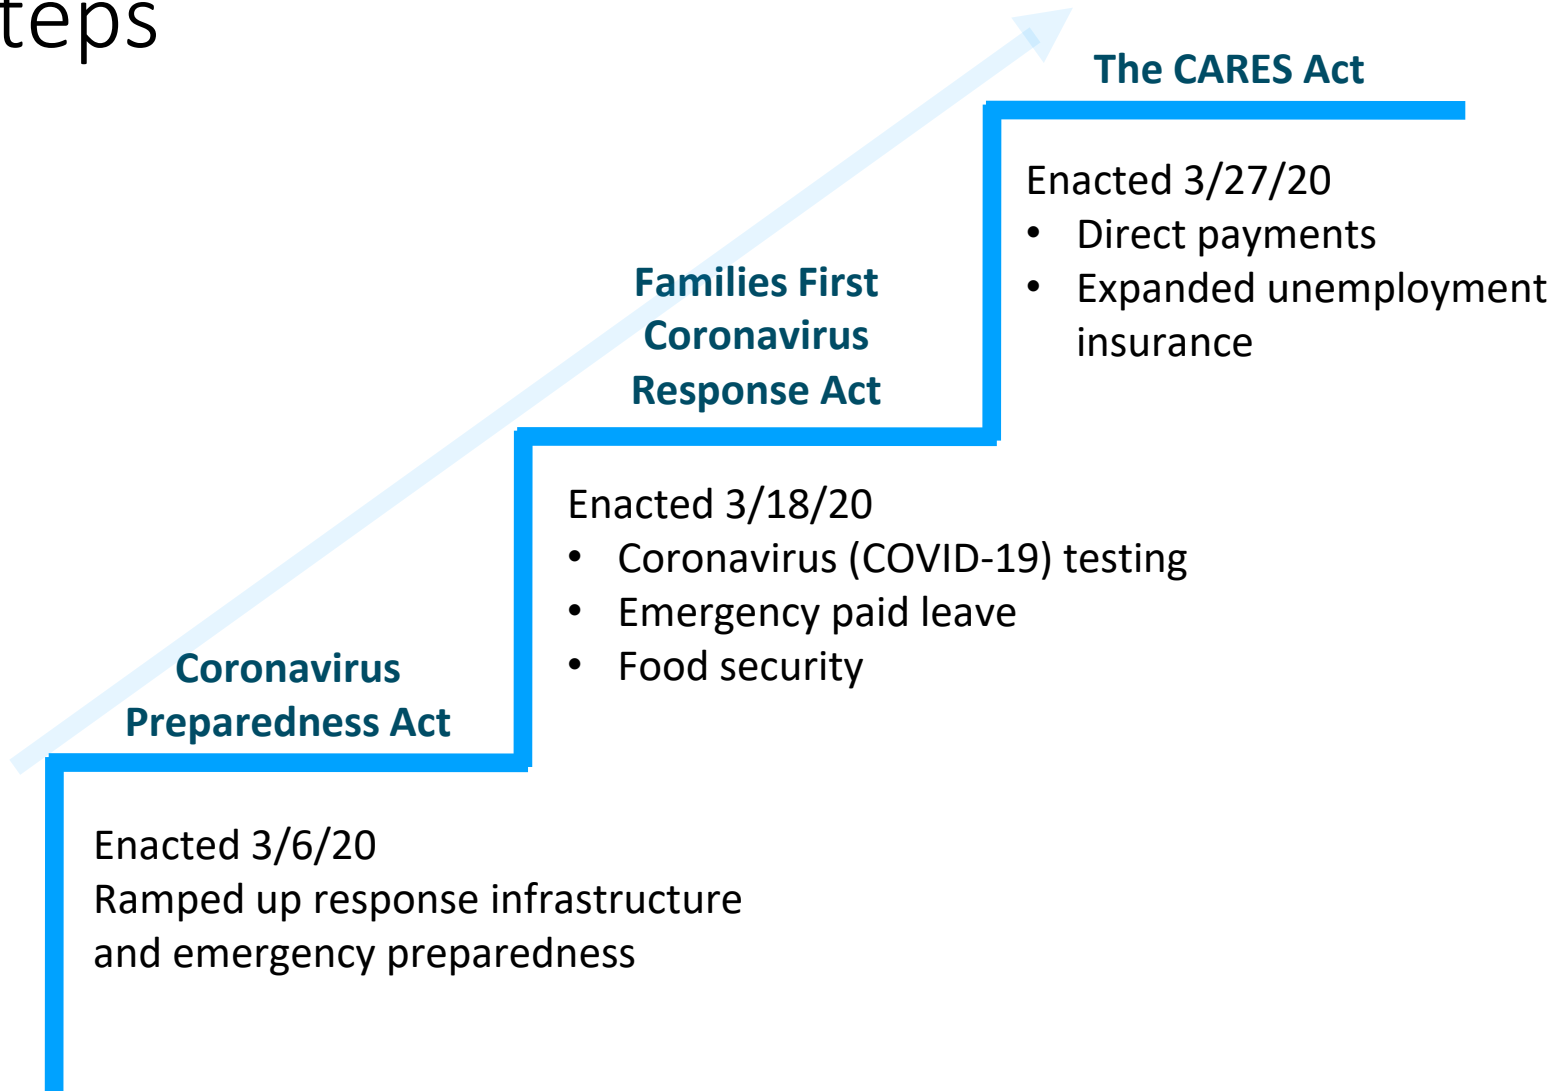 teps
The CARES Act
Enacted 3/27/20
• Direct payments
• Expanded unemployment
insurance
Families First
Coronavirus
Response Act
Enacted 3/18/20
• Coronavirus (COVID-19) testing
• Emergency paid leave
• Food security
Coronavirus
Preparedness Act
Enacted 3/6/20
Ramped up response infrastructure
and emergency preparedness